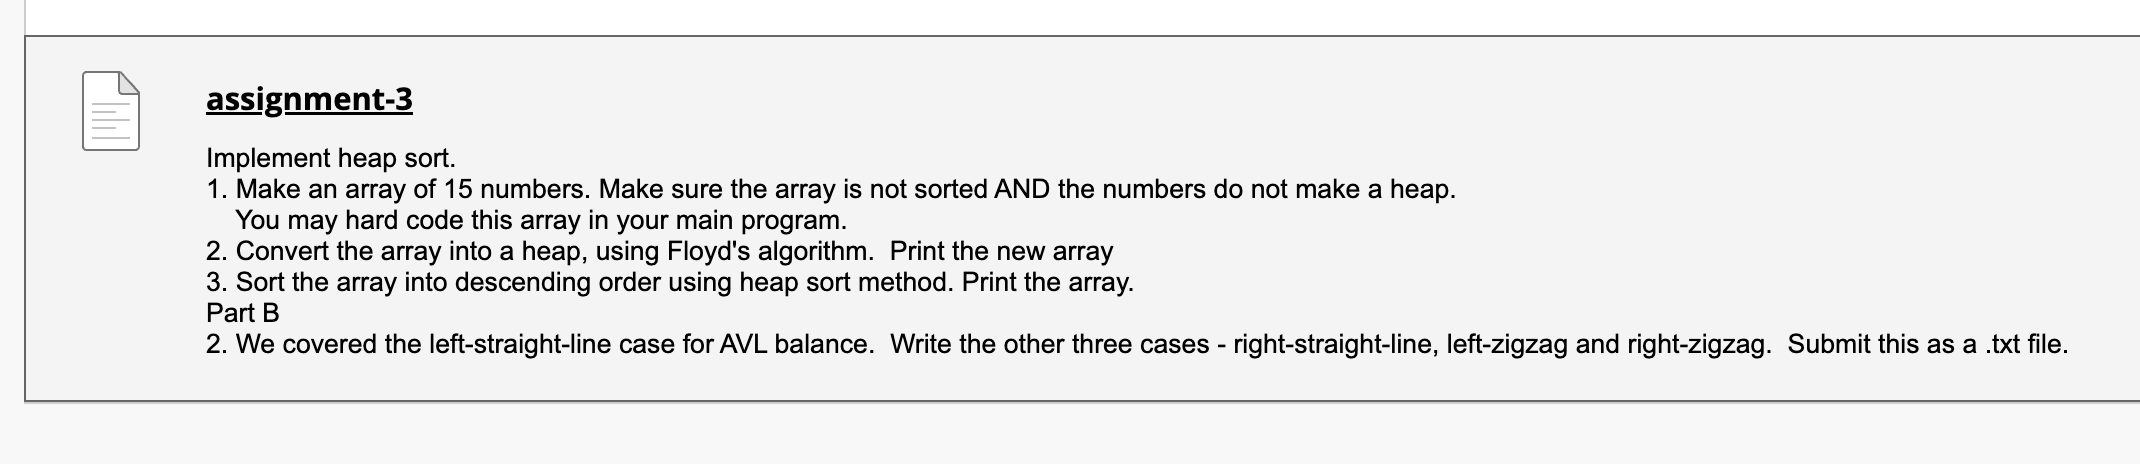 assignment-3
Implement heap sort.
1. Make an array of 15 numbers. Make sure the array is not sorted AND the numbers do not make a heap.
You may hard code this array in your main program.
2. Convert the array into a heap, using Floyd's algorithm.  Print the new array
3. Sort the array into descending order using heap sort method. Print the array.
Part B
2. We covered the left-straight-line case for AVL balance.  Write the other three cases - right-straight-line, left-zigzag and right-zigzag.  Submit this as a .txt file.